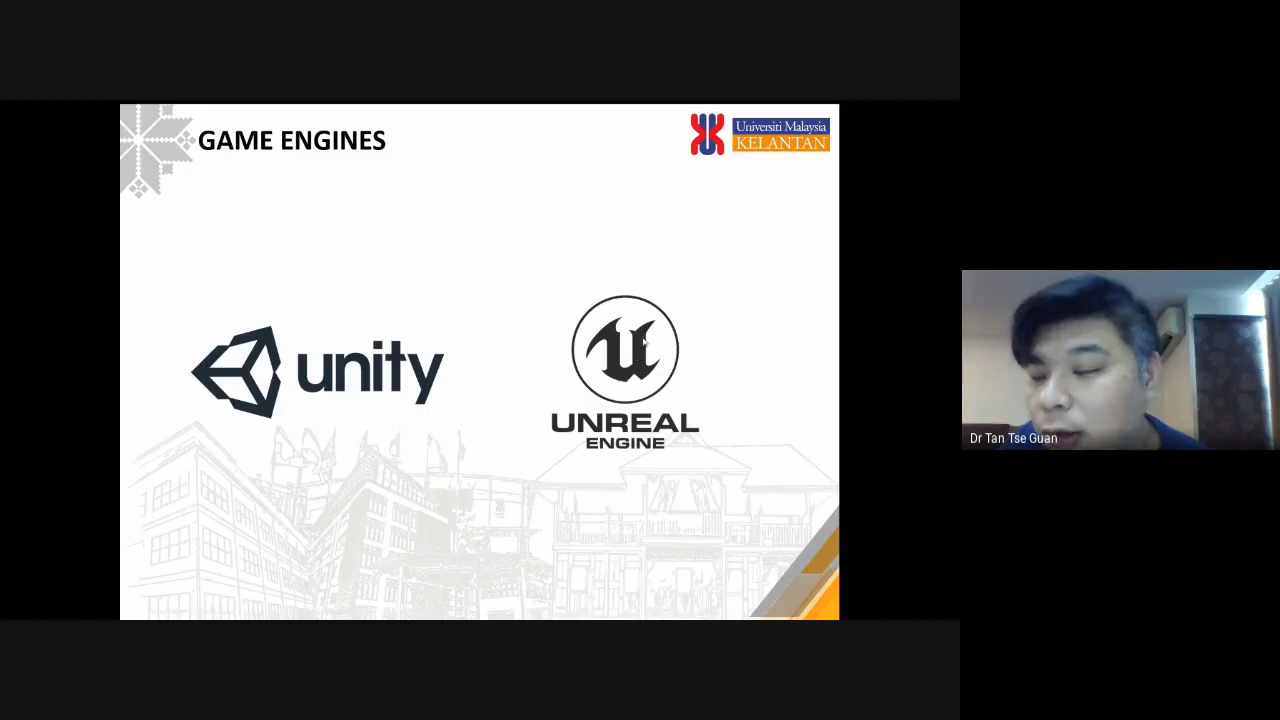 GAME ENGINES
Universiti Malaysia
KELANTAN
unity
UNREAL
ENGINE
Dr Tan Tse Guan